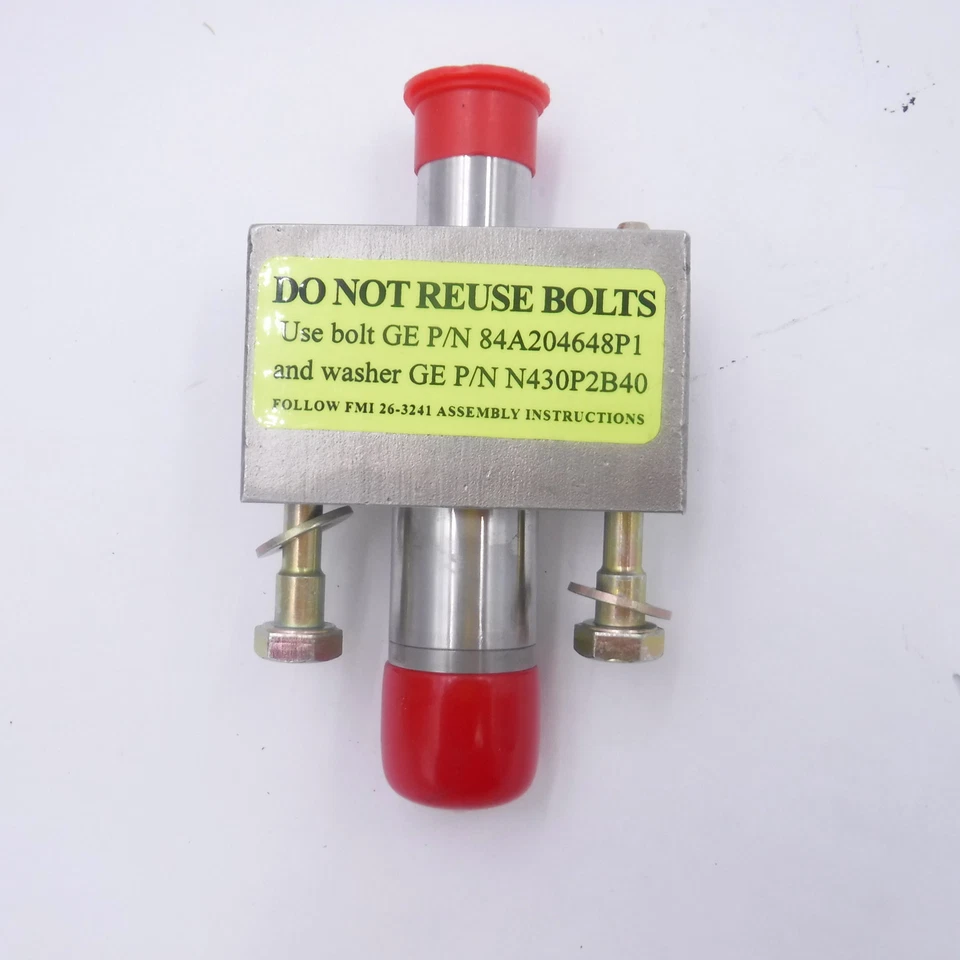 DO NOT REUSE BOLTS
Use bolt GE P/N 84A204648P1
and washer GE P/N N430P2B40
FOLLOW FMI 26-3241 ASSEMBLY INSTRUCTIONS